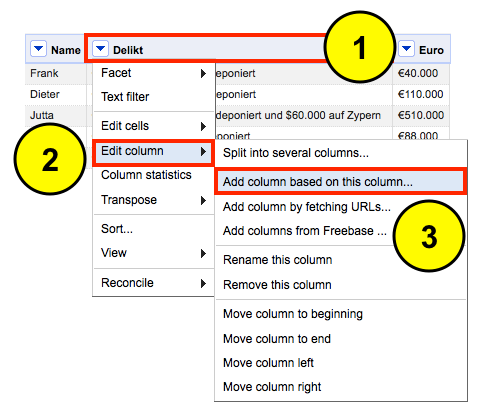 1
Name Delikt Euro
Frank eponiert €40.000
Facet
Dieter eponiert €110.000
Text filter
Jutta deponiert und $60.000 auf Zypern €510.000
Edit cells
poniert €88.000
2
Edit column
Split into several columns...
Column statistics
Add column based on this column...
Transpose
Add column by fetching URLs...
3
Sort...
Add columns from Freebase ...
View
Rename this column
Reconcile
Remove this column
Move column to beginning
Move column to end
Move column left
Move column right